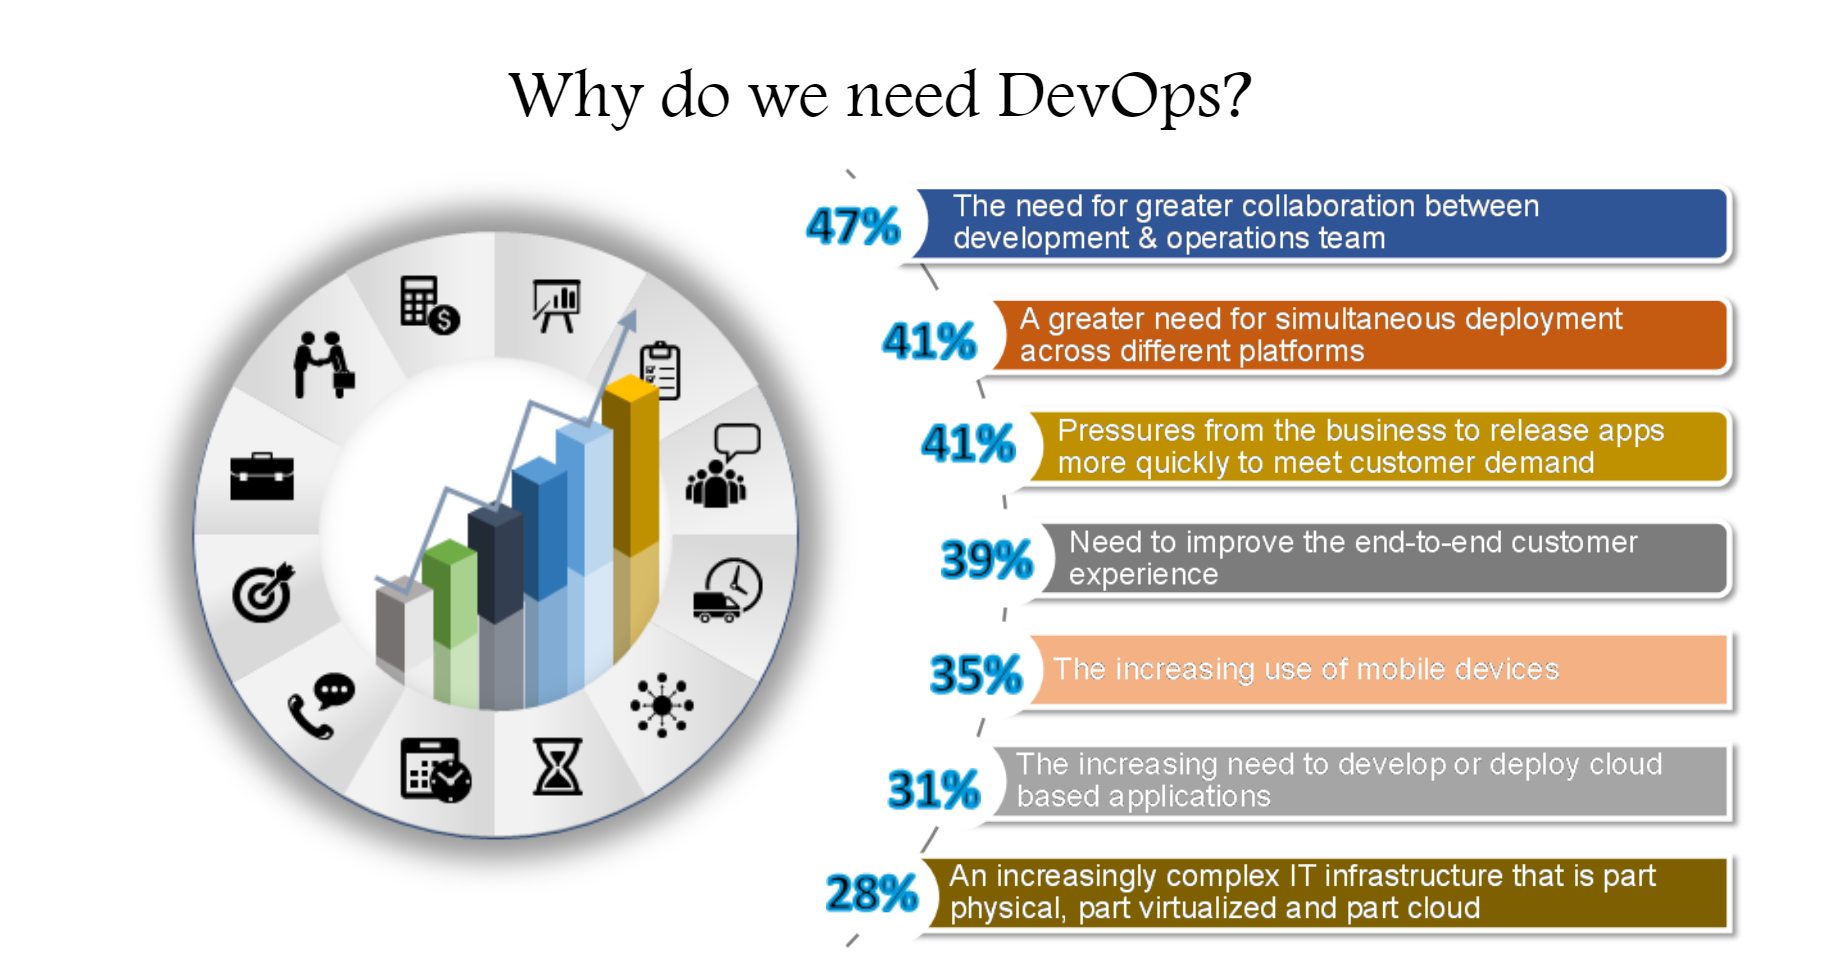 Why do we need DevOps?
47%
The need for greater collaboration between
development & operations team
41%
A greater need for simultaneous deployment
across different platforms
41%
Pressures from the business to release apps
more quickly to meet customer demand
39%
Need to improve the end-to-end customer
experience
35%
The increasing use of mobile devices
31%
The increasing need to develop or deploy cloud
based applications
28%
An increasingly complex IT infrastructure that is part
physical, part virtualized and part cloud